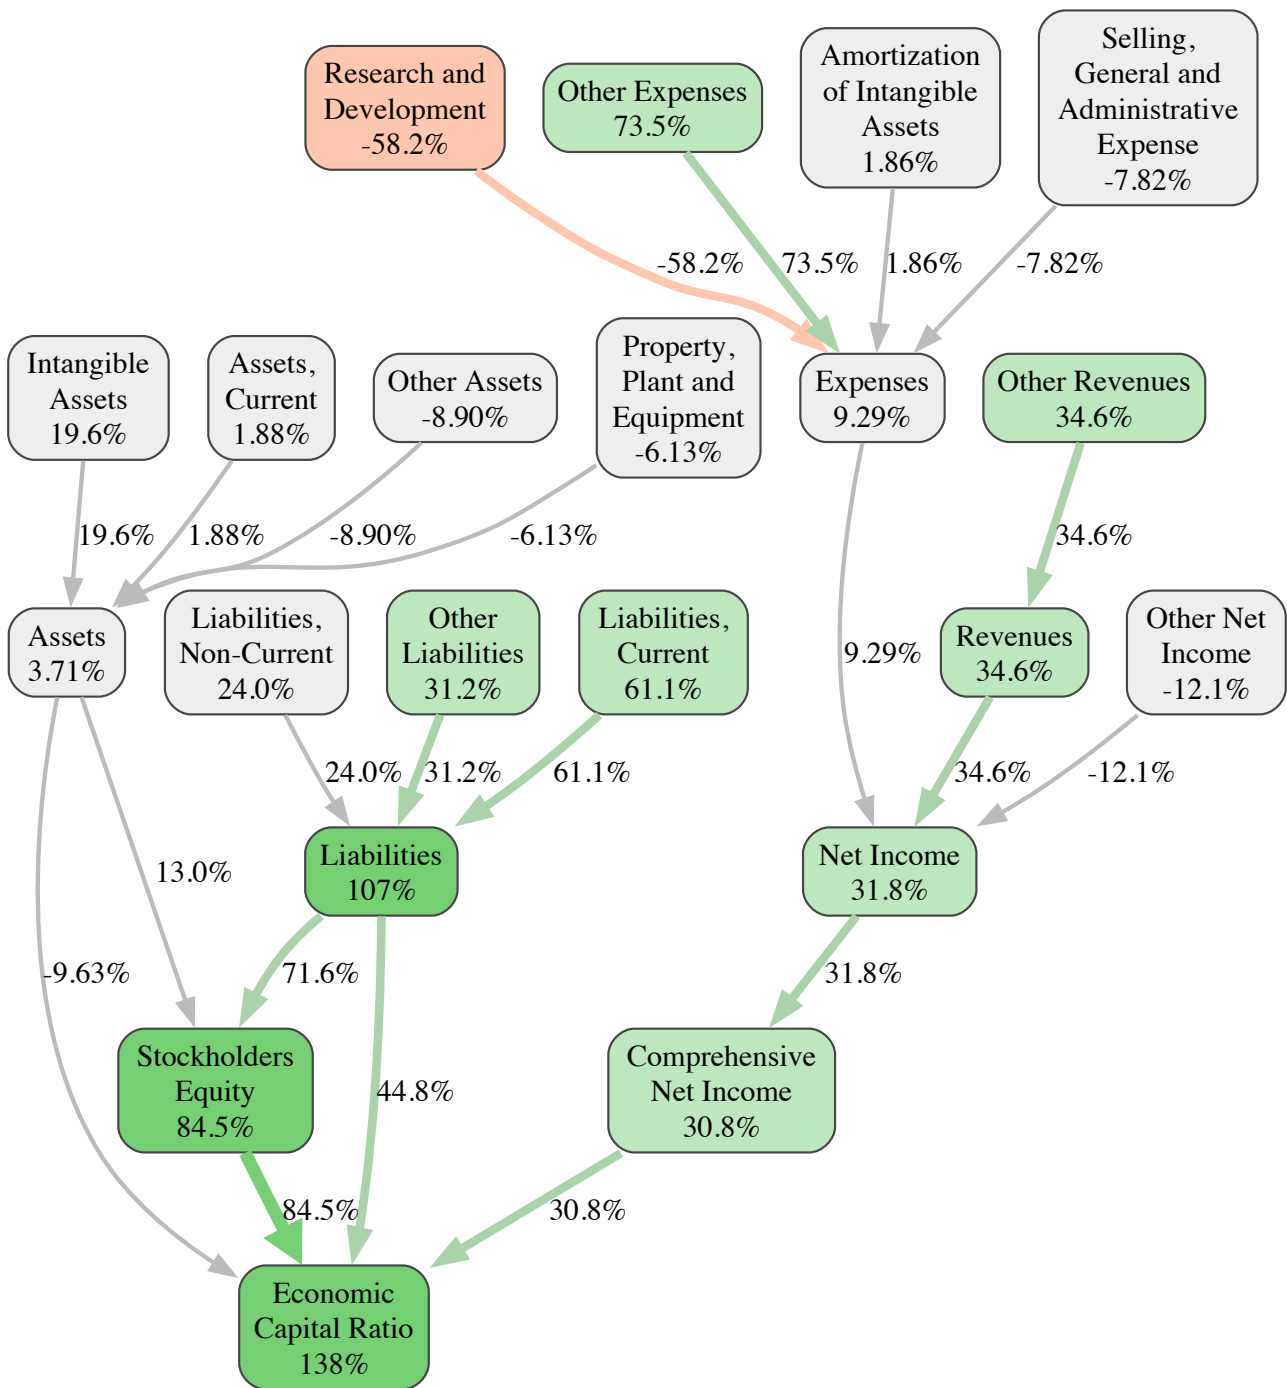 Selling,
General and
Administrative
Expense
-7.82%
Amortization
of Intangible
Assets
1.86%
Research and
Development
-58.2%
Other Expenses
73.5%
-58.2%
73.5%
1.86%
-7.82%
Intangible
Assets
19.6%
Assets,
Current
1.88%
Other Assets
-8.90%
Property,
Plant and
Equipment
-6.13%
Expenses
9.29%
Other Revenues
34.6%
19.6%
1.88%
-8.90%
-6.13%
34.6%
Assets
3.71%
Liabilities,
Non-Current
24.0%
Other
Liabilities
31.2%
Liabilities,
Current
61.1%
9.29%
Revenues
34.6%
Other Net
Income
-12.1%
24.0%
31.2%
61.1%
34.6%
-12.1%
13.0%
Liabilities
107%
Net Income
31.8%
-9.63%
71.6%
31.8%
Stockholders
Equity
84.5%
44.8%
Comprehensive
Net Income
30.8%
84.5%
30.8%
Economic
Capital Ratio
138%